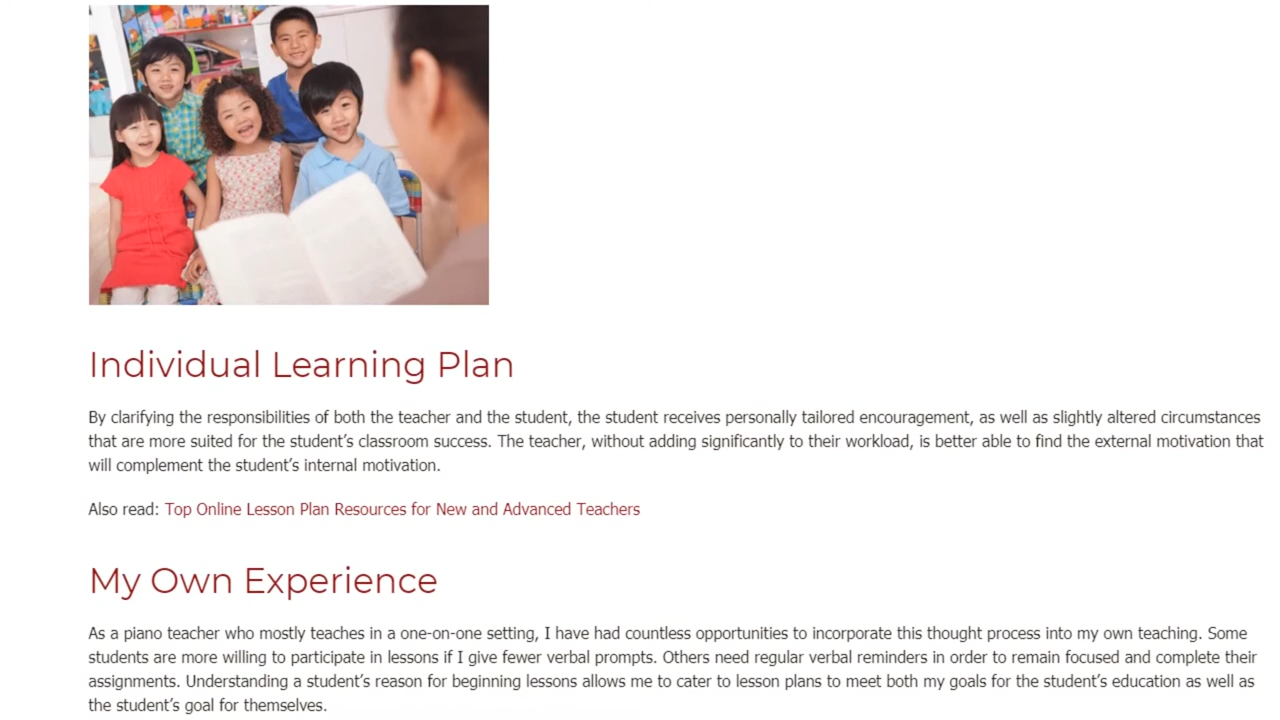 Individual Learning Plan
By clarifying the responsibilities of both the teacher and the student, the student receives personally tailored encouragement, as well as slightly altered circumstances
that are more suited for the student’s classroom success. The teacher, without adding significantly to their workload, is better able to find the external motivation that
will complement the student’s internal motivation.
Also read: Top Online Lesson Plan Resources for New and Advanced Teachers
My Own Experience
As a piano teacher who mostly teaches in a one-on-one setting, I have had countless opportunities to incorporate this thought process into my own teaching. Some
students are more willing to participate in lessons if I give fewer verbal prompts. Others need regular verbal reminders in order to remain focused and complete their
assignments. Understanding a student’s reason for beginning lessons allows me to cater to lesson plans to meet both my goals for the student’s education as well as
the student’s goal for themselves.